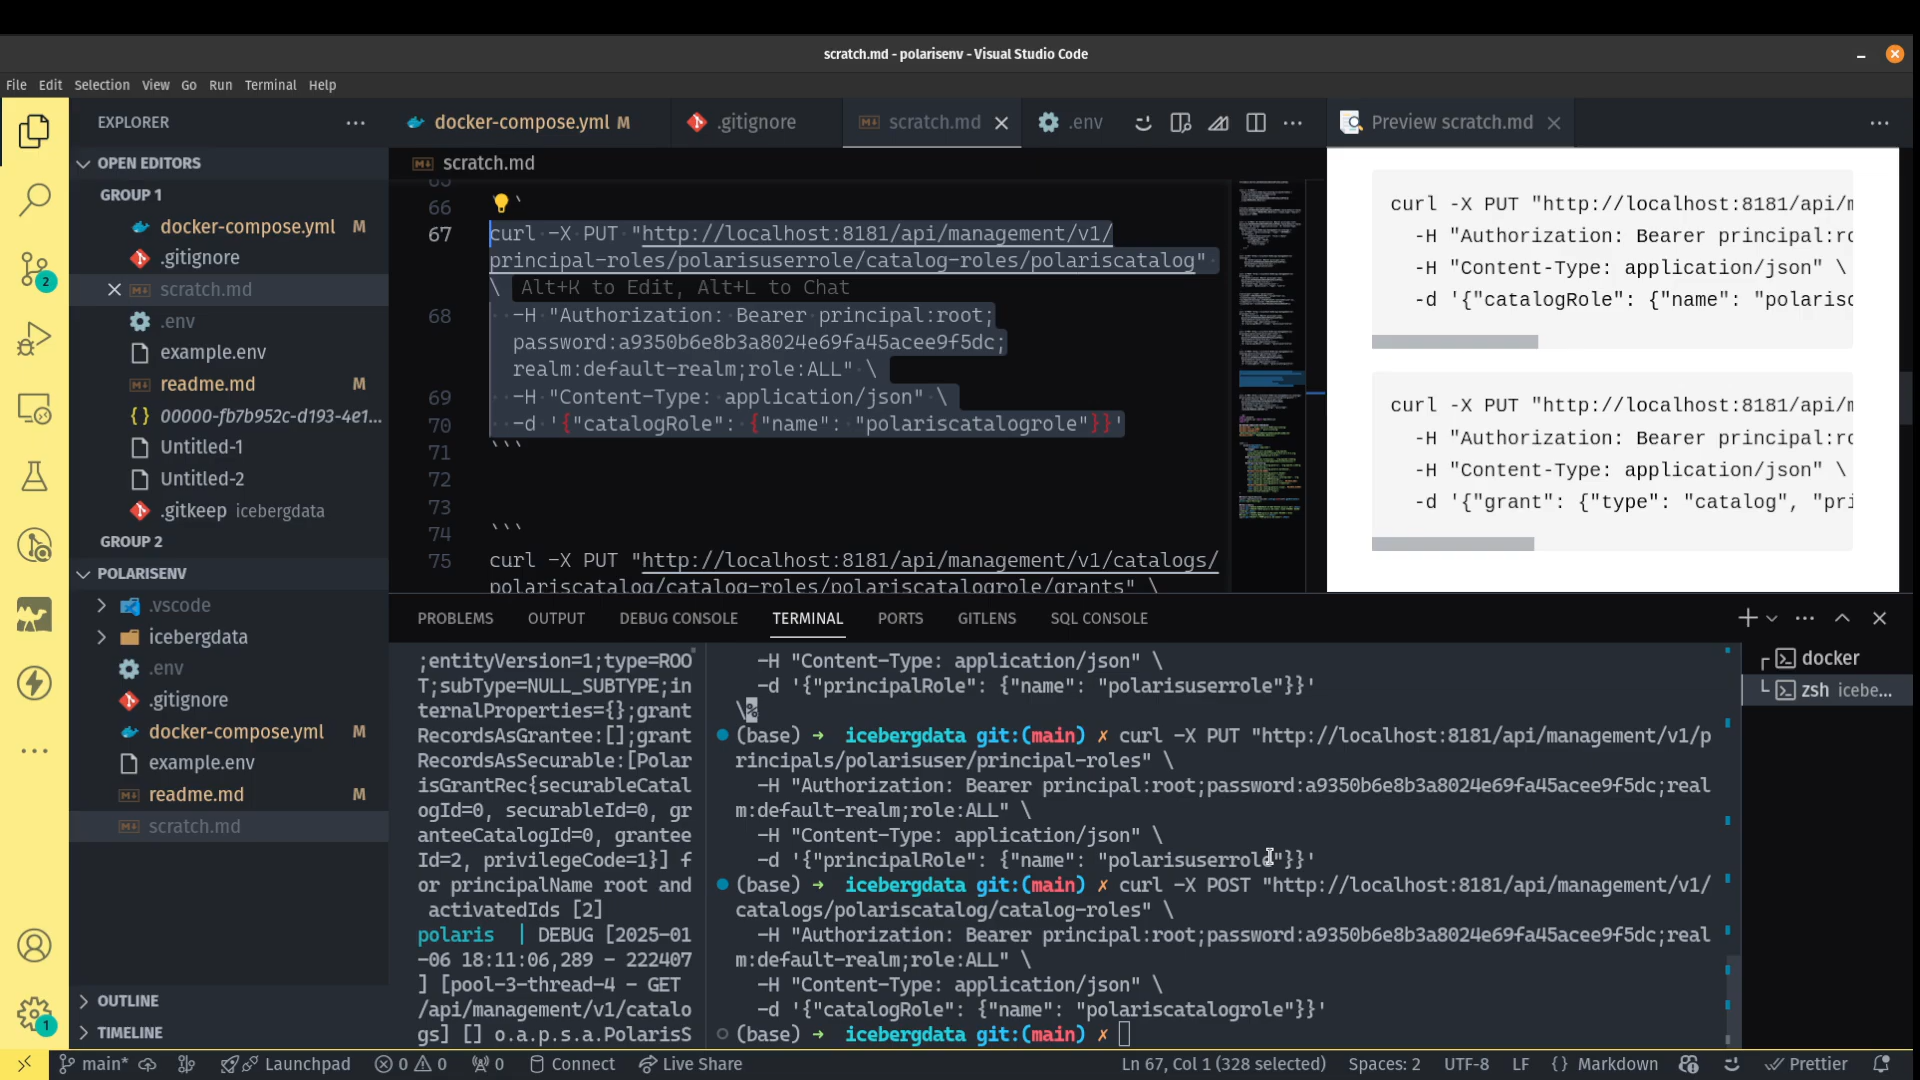 scratch.md - polarisenv - Visual Studio Code
File Edit Selection View Go Run Terminal Help
EXPLORER
OPEN EDITORS
GROUP 1
docker-compose.yml M
.gitignore
scratch.md
.env
example.env
readme.md M
{} 00000-fb7b952c-d193-4e1...
Untitled-1
Untitled-2
.gitkeep icebergdata
GROUP 2
POLARISENV
.vscode
icebergdata
.env
.gitignore
docker-compose.yml M
example.env
readme.md M
scratch.md
OUTLINE
TIMELINE
2
1
docker-compose.yml M .gitignore scratch.md .env
scratch.md
66 `
67 curl -X PUT "http://localhost:8181/api/management/v1/
principal-roles/polarisuserrole/catalog-roles/polariscatalog"
\ Alt+K to Edit, Alt+L to Chat
68 -H "Authorization: Bearer principal:root;
password:a9350b6e8b3a8024e69fa45acee9f5dc;
realm:default-realm;role:ALL" \
69 -H "Content-Type: application/json" \
70 -d '{"catalogRole": {"name": "polariscatalogrole"}}'
71 ```
72
73
74 ```
75 curl -X PUT "http://localhost:8181/api/management/v1/catalogs/
polariscatalog/catalog-roles/polariscatalogrole/grants" \
Preview scratch.md
curl -X PUT "http://localhost:8181/api/m
-H "Authorization: Bearer principal:ro
-H "Content-Type: application/json" \
-d '{"catalogRole": {"name": "polarisc
curl -X PUT "http://localhost:8181/api/m
-H "Authorization: Bearer principal:ro
-H "Content-Type: application/json" \
-d '{"grant": {"type": "catalog", "pri
PROBLEMS OUTPUT DEBUG CONSOLE TERMINAL PORTS GITLENS SQL CONSOLE
;entityVersion=1;type=ROO
T;subType=NULL_SUBTYPE;in
ternalProperties={};grant
RecordsAsGrantee:[];grant
RecordsAsSecurable:[Polar
isGrantRec{securableCatal
ogId=0, securableId=0, gr
anteeCatalogId=0, grantee
Id=2, privilegeCode=1}] f
or principalName root and
activatedIds [2]
polaris | DEBUG [2025-01
-06 18:11:06,289 - 222407
] [pool-3-thread-4 - GET
/api/management/v1/catalo
gs] [] o.a.p.s.a.PolarisS
-H "Content-Type: application/json" \
-d '{"principalRole": {"name": "polarisuserrole"}}'
\%
(base) → icebergdata git:(main) ✗ curl -X PUT "http://localhost:8181/api/management/v1/p
rincipals/polarisuser/principal-roles" \
-H "Authorization: Bearer principal:root;password:a9350b6e8b3a8024e69fa45acee9f5dc;real
m:default-realm;role:ALL" \
-H "Content-Type: application/json" \
-d '{"principalRole": {"name": "polarisuserrole"}}'
(base) → icebergdata git:(main) ✗ curl -X POST "http://localhost:8181/api/management/v1/
catalogs/polariscatalog/catalog-roles" \
-H "Authorization: Bearer principal:root;password:a9350b6e8b3a8024e69fa45acee9f5dc;real
m:default-realm;role:ALL" \
-H "Content-Type: application/json" \
-d '{"catalogRole": {"name": "polariscatalogrole"}}'
(base) → icebergdata git:(main) ✗
docker
zsh icebe...
main* Launchpad 0 0 0 Connect Live Share Ln 67, Col 1 (328 selected) Spaces: 2 UTF-8 LF {} Markdown Prettier